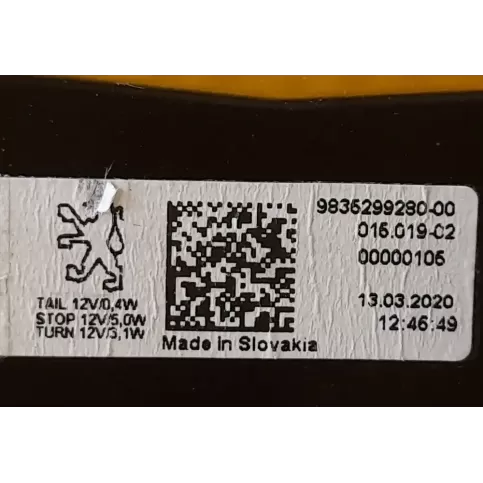 9835299280-00
015.019-02
00000105
TAIL 12V/0,4W
STOP 12V/5,0W
TURN 12V/3,1W
13.03.2020
12:45:49
Made in Slovakia